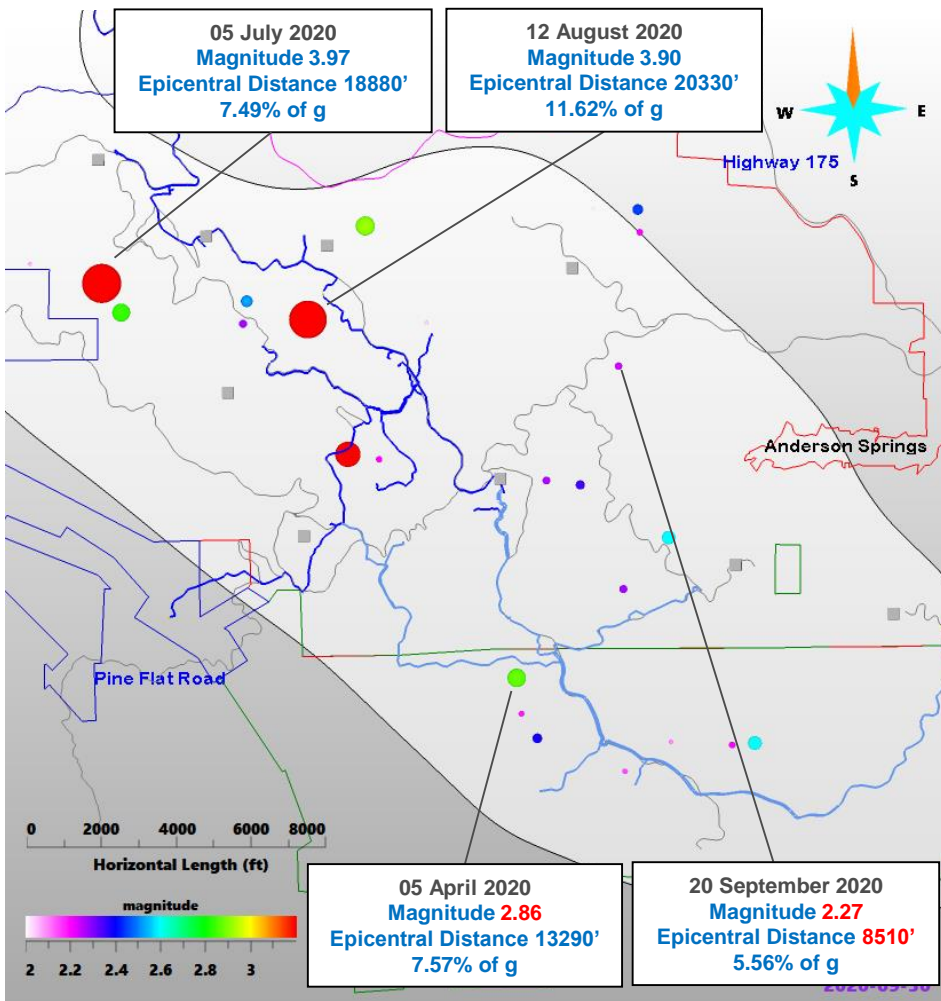 05 July 2020
Magnitude 3.97
Epicentral Distance 18880’
7.49% of g
12 August 2020
Magnitude 3.90
Epicentral Distance 20330’
11.62% of g
W E
S
Highway 175
Anderson Springs
Pine Flat Road
0 2000 4000 6000 8000
Horizontal Length (ft)
magnitude
2 2.2 2.4 2.6 2.8 3
05 April 2020
Magnitude 2.86
Epicentral Distance 13290’
7.57% of g
20 September 2020
Magnitude 2.27
Epicentral Distance 8510’
5.56% of g